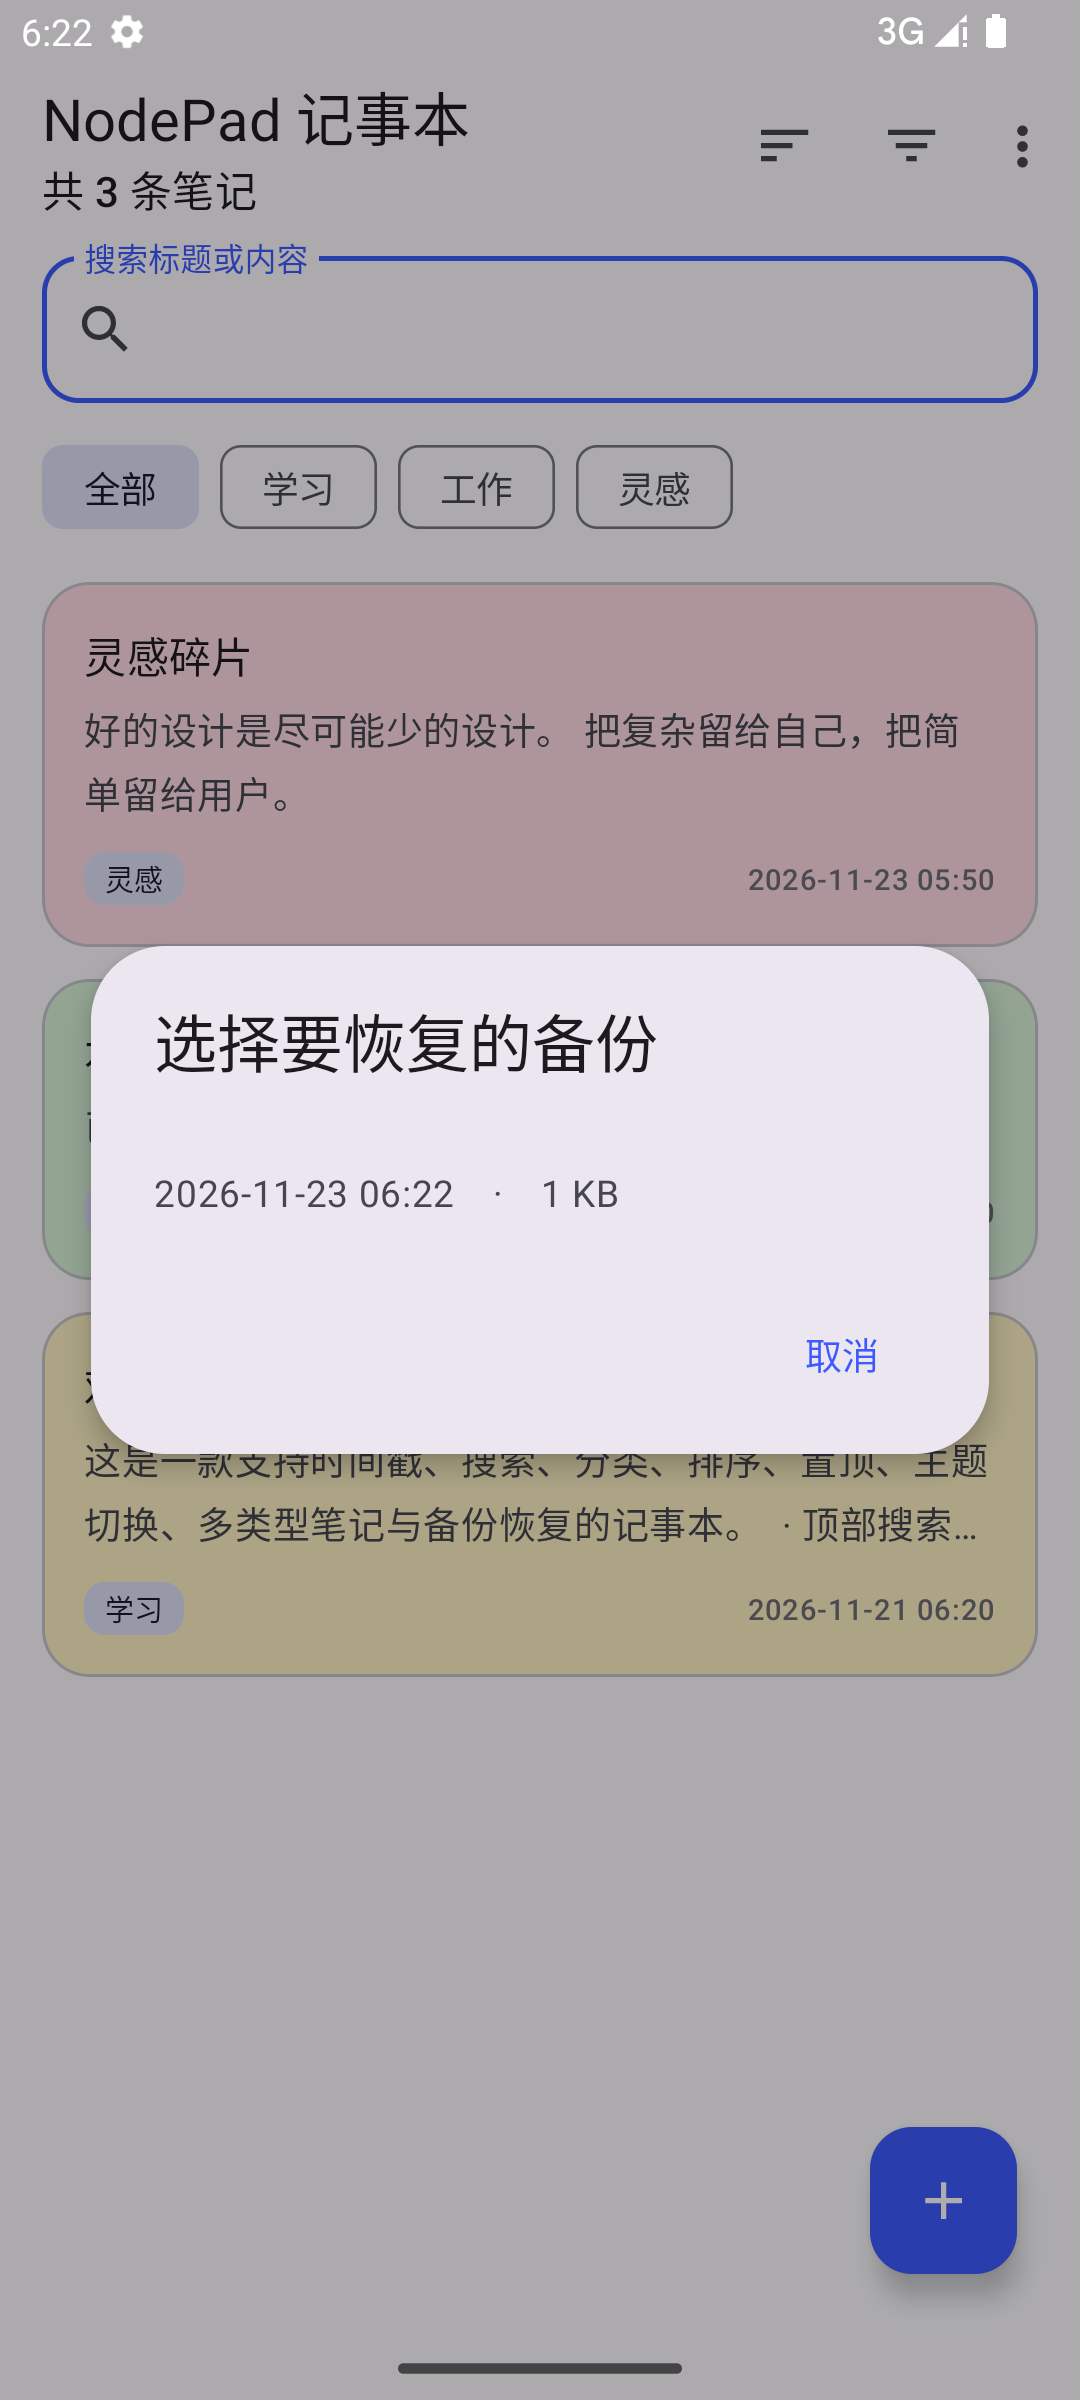 6:22
3G
NodePad 记事本
共 3 条笔记
搜索标题或内容
全部 学习 工作 灵感
灵感碎片
好的设计是尽可能少的设计。 把复杂留给自己，把简
单留给用户。
灵感 2026-11-23 05:50
选择要恢复的备份
2026-11-23 06:22 · 1 KB
取消
这是一款支持时间戳、搜索、分类、排序、置顶、主题
切换、多类型笔记与备份恢复的记事本。 · 顶部搜索…
学习 2026-11-21 06:20